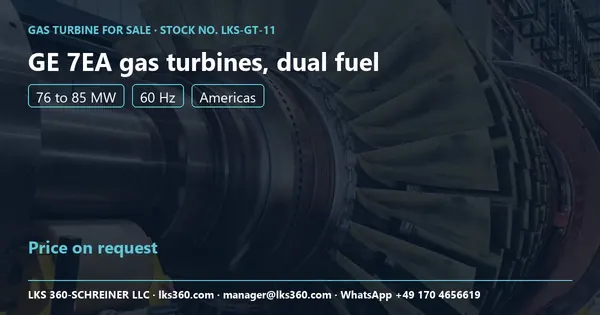 GAS TURBINE FOR SALE · STOCK NO. LKS-GT-11
GE 7EA gas turbines, dual fuel
76 to 85 MW 60 Hz Americas
Price on request
LKS 360-SCHREINER LLC · lks360.com · manager@lks360.com · WhatsApp +49 170 4656619